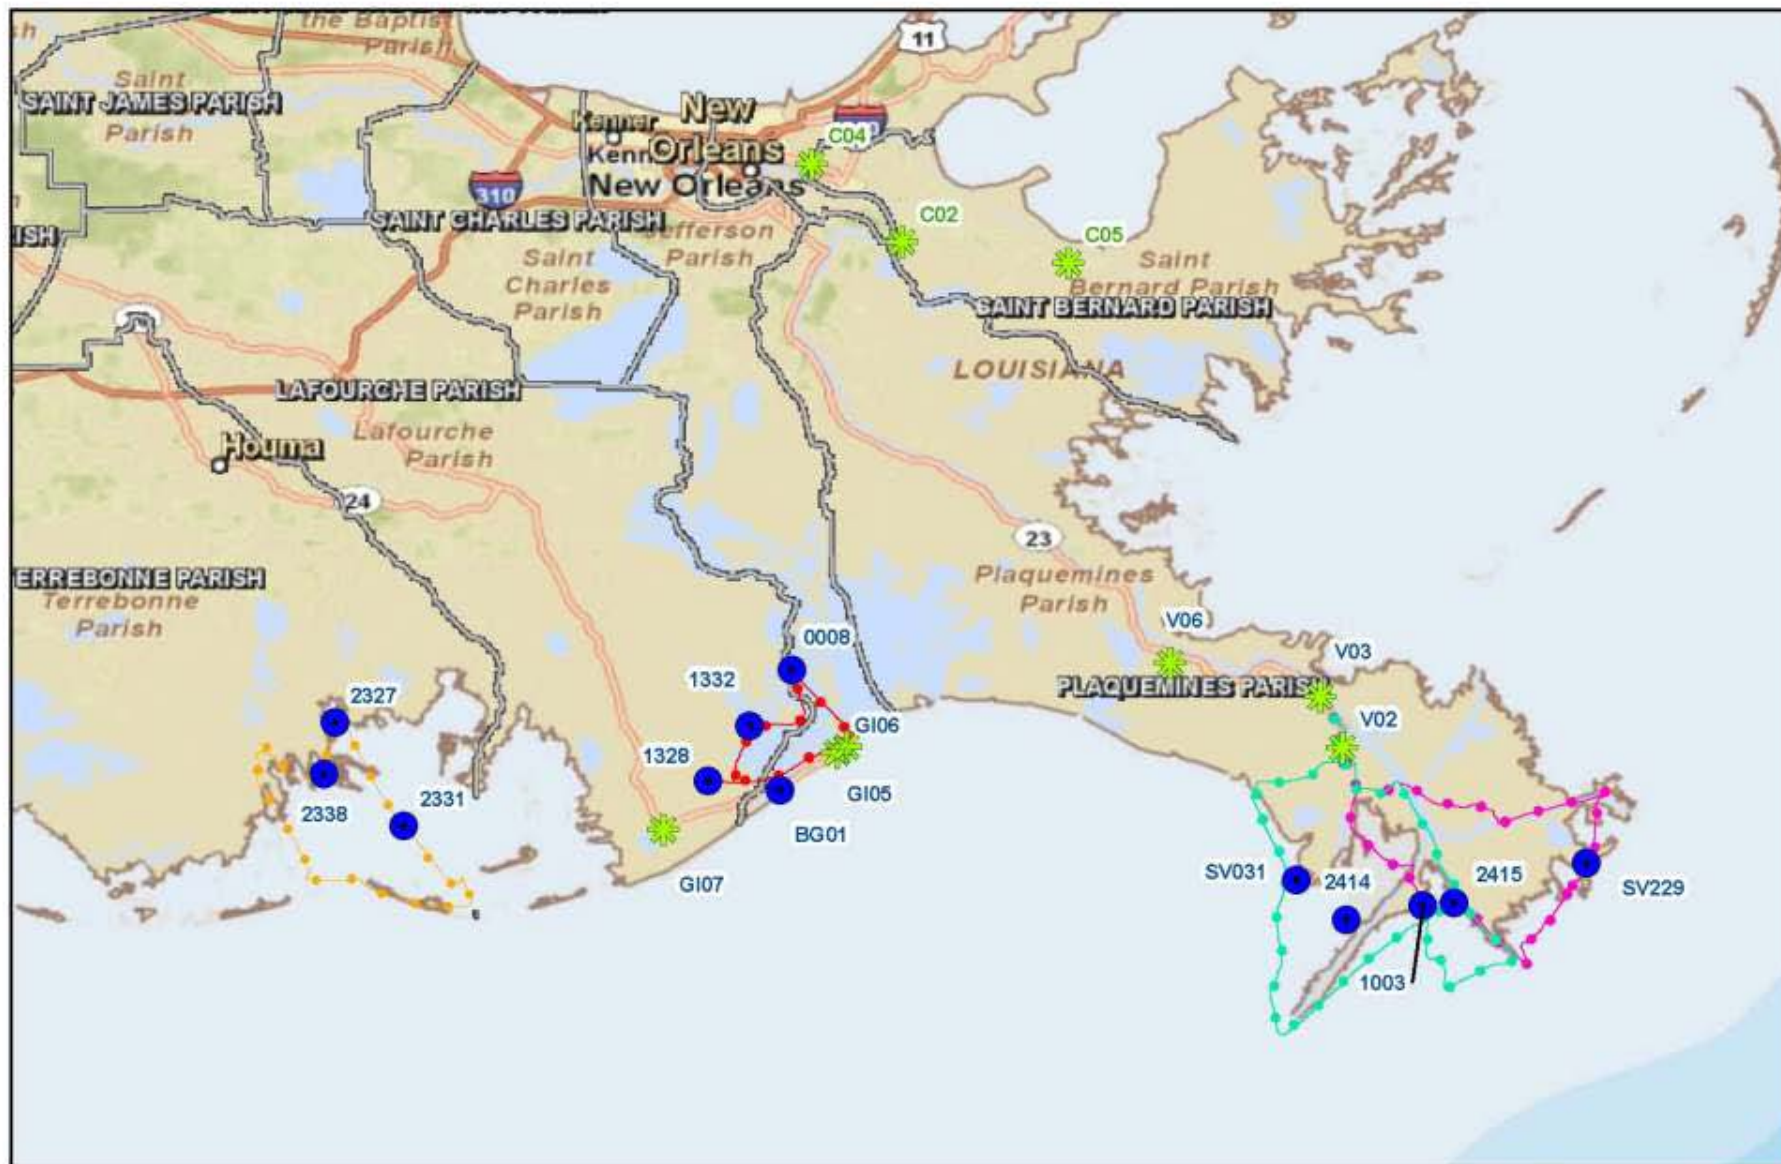 the Baptist
Parish
11
Saint
Parish
SAINT JAMES PARISH
New
Orleans
Kenner
New Orleans
C04
310
SAINT CHARLES PARISH
Jefferson
Parish
C02
C05
Saint
Charles
Parish
Saint
Bernard Parish
SAINT BERNARD PARISH
LOUISIANA
LAFOURCHE PARISH
Lafourche
Parish
Houma
24
23
Plaquemines
Parish
TERREBONNE PARISH
Terrebonne
Parish
V06
0008
V03
PLAQUEMINES PARISH
1332
2327
V02
GI06
1328
GI05
2338
2331
BG01
SV031
2414
2415
SV229
GI07
1003